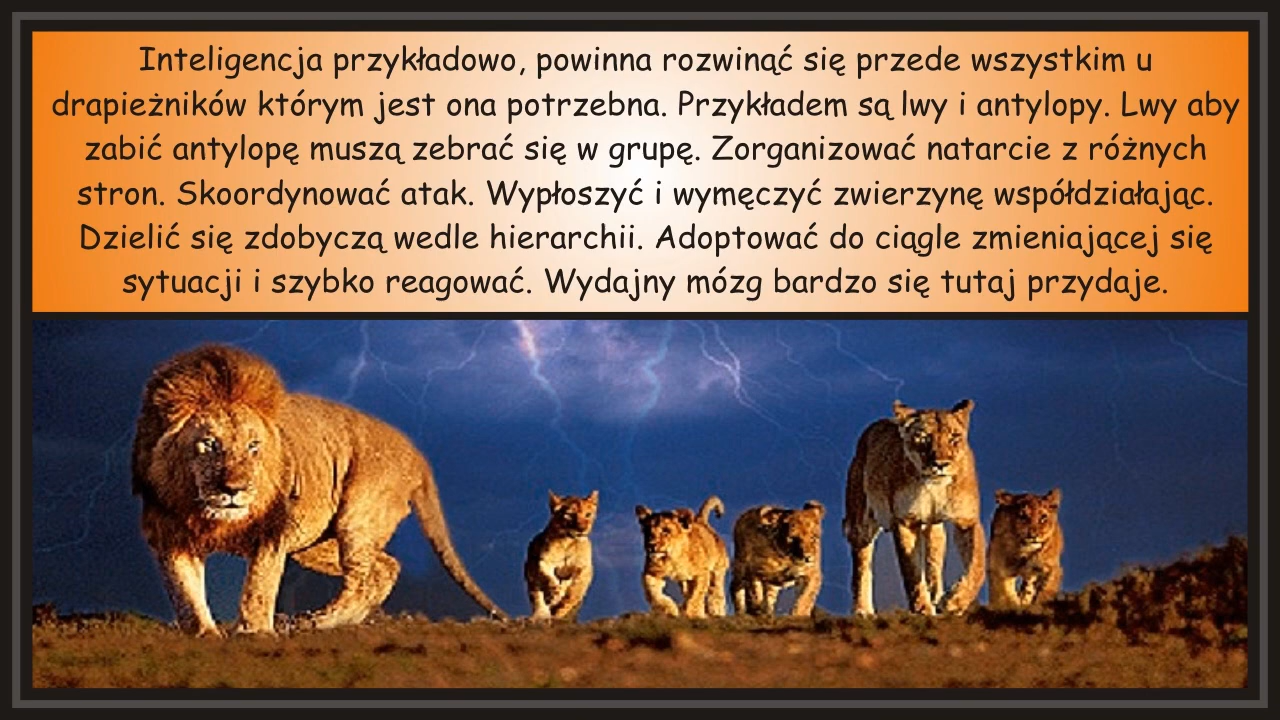 Inteligencja przykładowo, powinna rozwinąć się przede wszystkim u
drapieżników którym jest ona potrzebna. Przykładem są lwy i antylopy. Lwy aby
zabić antylopę muszą zebrać się w grupę. Zorganizować natarcie z różnych
stron. Skoordynować atak. Wypłoszyć i wymęczyć zwierzynę współdziałając.
Dzielić się zdobyczą wedle hierarchii. Adoptować do ciągle zmieniającej się
sytuacji i szybko reagować. Wydajny mózg bardzo się tutaj przydaje.